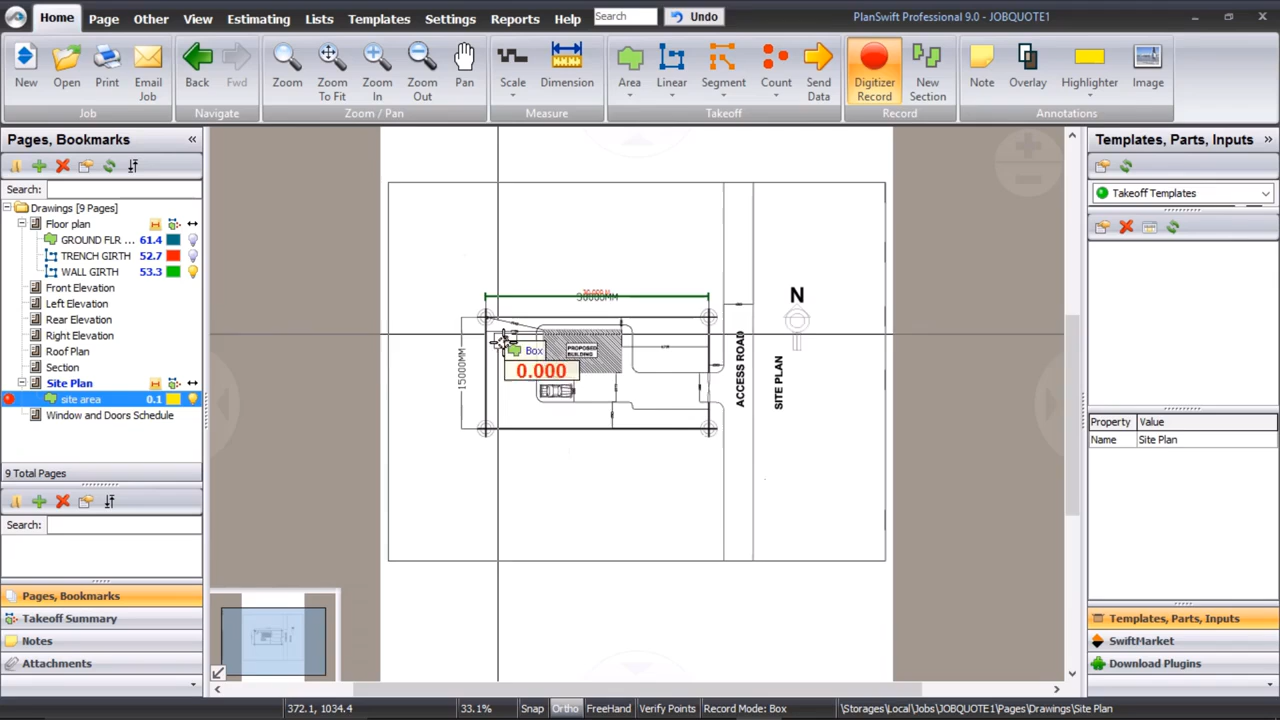 Home Page Other View Estimating Lists Templates Settings Reports Help Search Undo PlanSwift Professional 9.0 - JOBQUOTE1
New Open Print Email Job Back Fwd Zoom Zoom To Fit Zoom In Zoom Out Pan Scale Dimension Area Linear Segment Count Send Data Digitizer Record New Section Note Overlay Highlighter Image
Job Navigate Zoom / Pan Measure Takeoff Record Annotations
Pages, Bookmarks
Search:
Drawings [9 Pages]
Floor plan
GROUND FLR ... 61.4
TRENCH GIRTH 52.7
WALL GIRTH 53.3
Front Elevation
Left Elevation
Rear Elevation
Right Elevation
Roof Plan
Section
Site Plan
site area 0.1
Window and Doors Schedule
9 Total Pages
Search:
Pages, Bookmarks
Takeoff Summary
Notes
Attachments
30000MM
15000MM
PROPOSED
BUILDING
Box
0.000
ACCESS ROAD
SITE PLAN
N
Templates, Parts, Inputs
Takeoff Templates
Property Value
Name Site Plan
Templates, Parts, Inputs
SwiftMarket
Download Plugins
372.1, 1034.4 33.1% Snap Ortho FreeHand Verify Points Record Mode: Box /Storages/Local/Jobs/JOBQUOTE1/Pages/Drawings/Site Plan